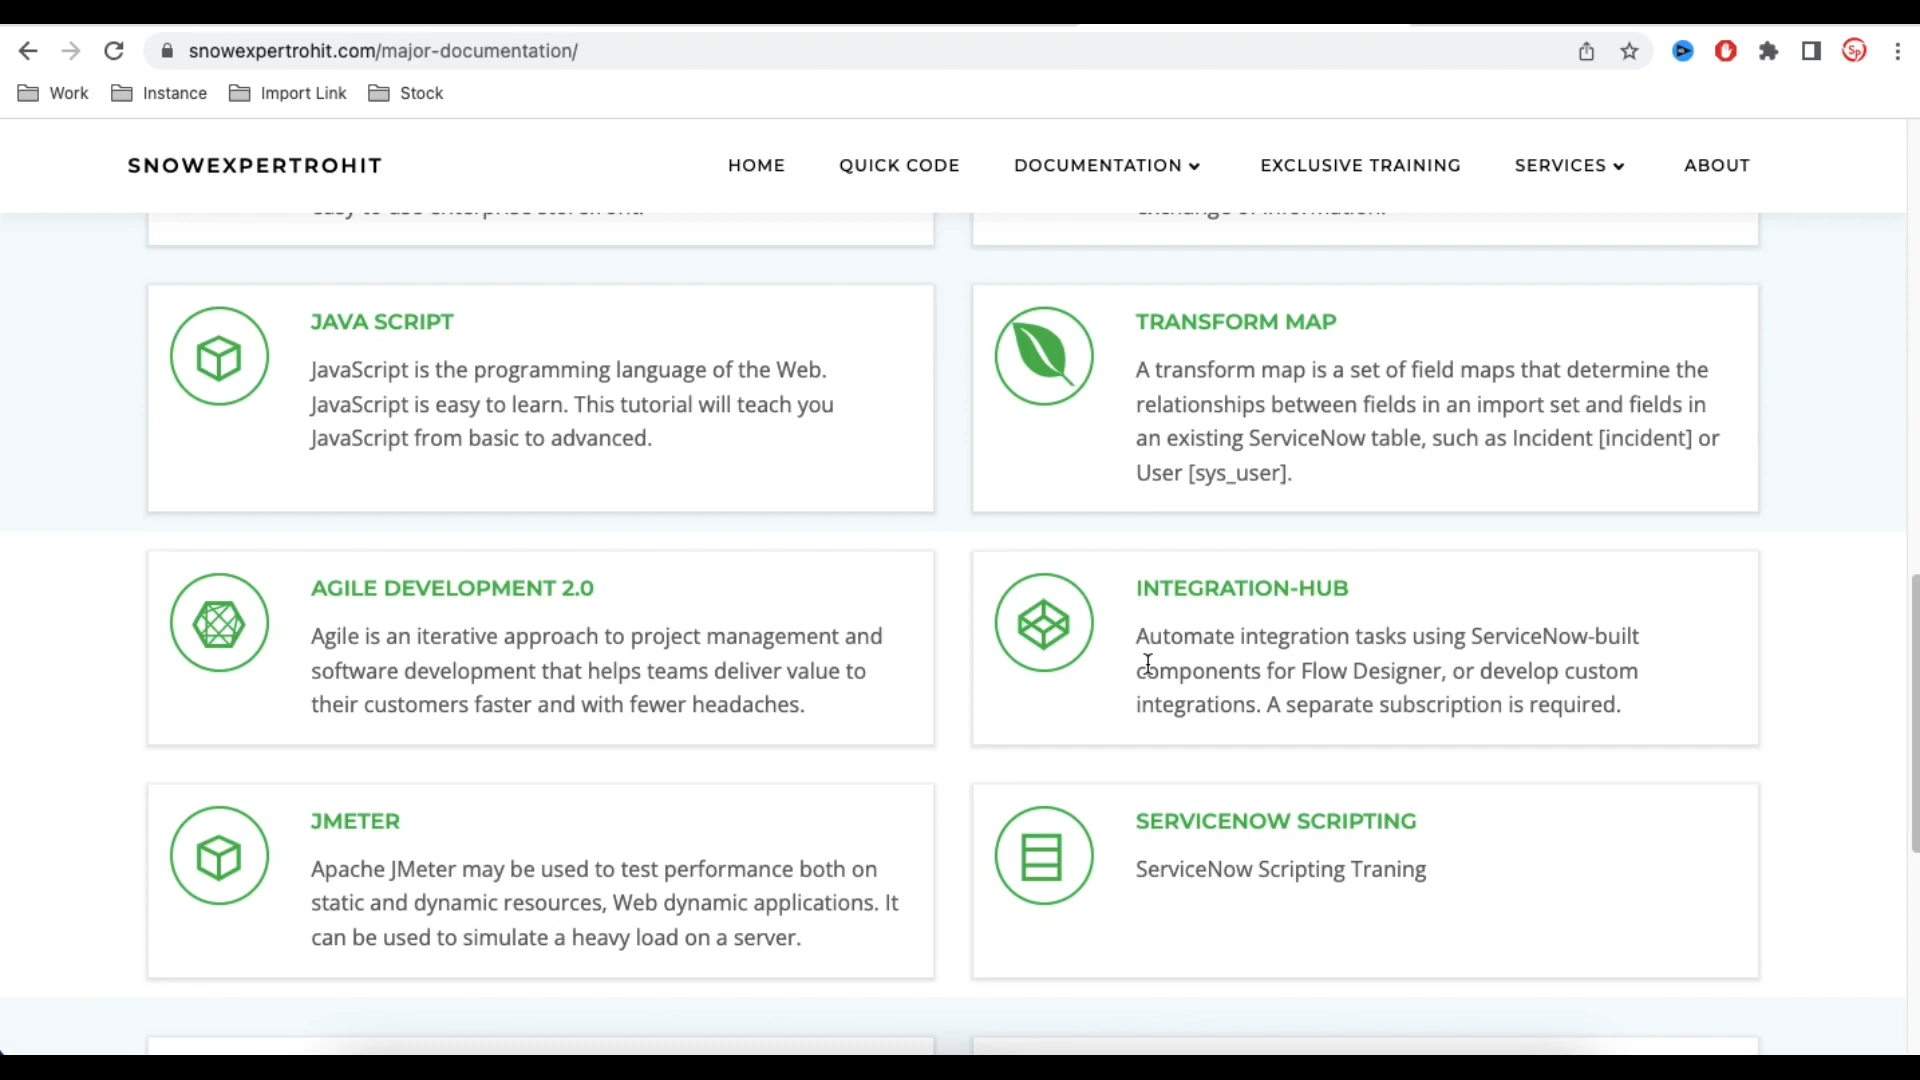 snowexpertrohit.com/major-documentation/
Work Instance Import Link Stock
SNOWEXPERTROHIT HOME QUICK CODE DOCUMENTATION EXCLUSIVE TRAINING SERVICES ABOUT
JAVA SCRIPT
JavaScript is the programming language of the Web.
JavaScript is easy to learn. This tutorial will teach you
JavaScript from basic to advanced.
TRANSFORM MAP
A transform map is a set of field maps that determine the
relationships between fields in an import set and fields in
an existing ServiceNow table, such as Incident [incident] or
User [sys_user].
AGILE DEVELOPMENT 2.0
Agile is an iterative approach to project management and
software development that helps teams deliver value to
their customers faster and with fewer headaches.
INTEGRATION-HUB
Automate integration tasks using ServiceNow-built
components for Flow Designer, or develop custom
integrations. A separate subscription is required.
JMETER
Apache JMeter may be used to test performance both on
static and dynamic resources, Web dynamic applications. It
can be used to simulate a heavy load on a server.
SERVICENOW SCRIPTING
ServiceNow Scripting Traning